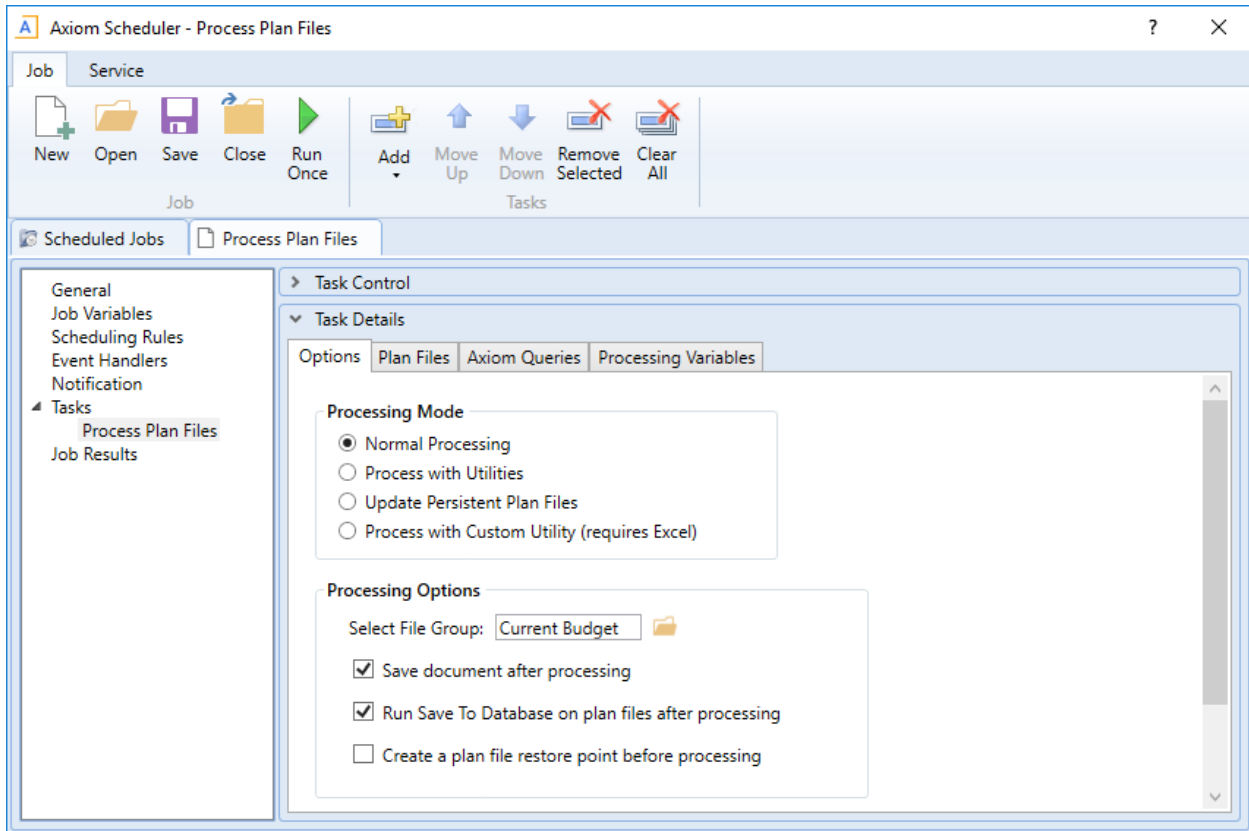 A Axiom Scheduler - Process Plan Files ?
Job Service
New Open Save Close Run Once Add Move Up Move Down Remove Selected Clear All
Job Tasks
Scheduled Jobs Process Plan Files
General
Job Variables
Scheduling Rules
Event Handlers
Notification
Tasks
Process Plan Files
Job Results
Task Control
Task Details
Options Plan Files Axiom Queries Processing Variables
Processing Mode
Normal Processing
Process with Utilities
Update Persistent Plan Files
Process with Custom Utility (requires Excel)
Processing Options
Select File Group: Current Budget
Save document after processing
Run Save To Database on plan files after processing
Create a plan file restore point before processing